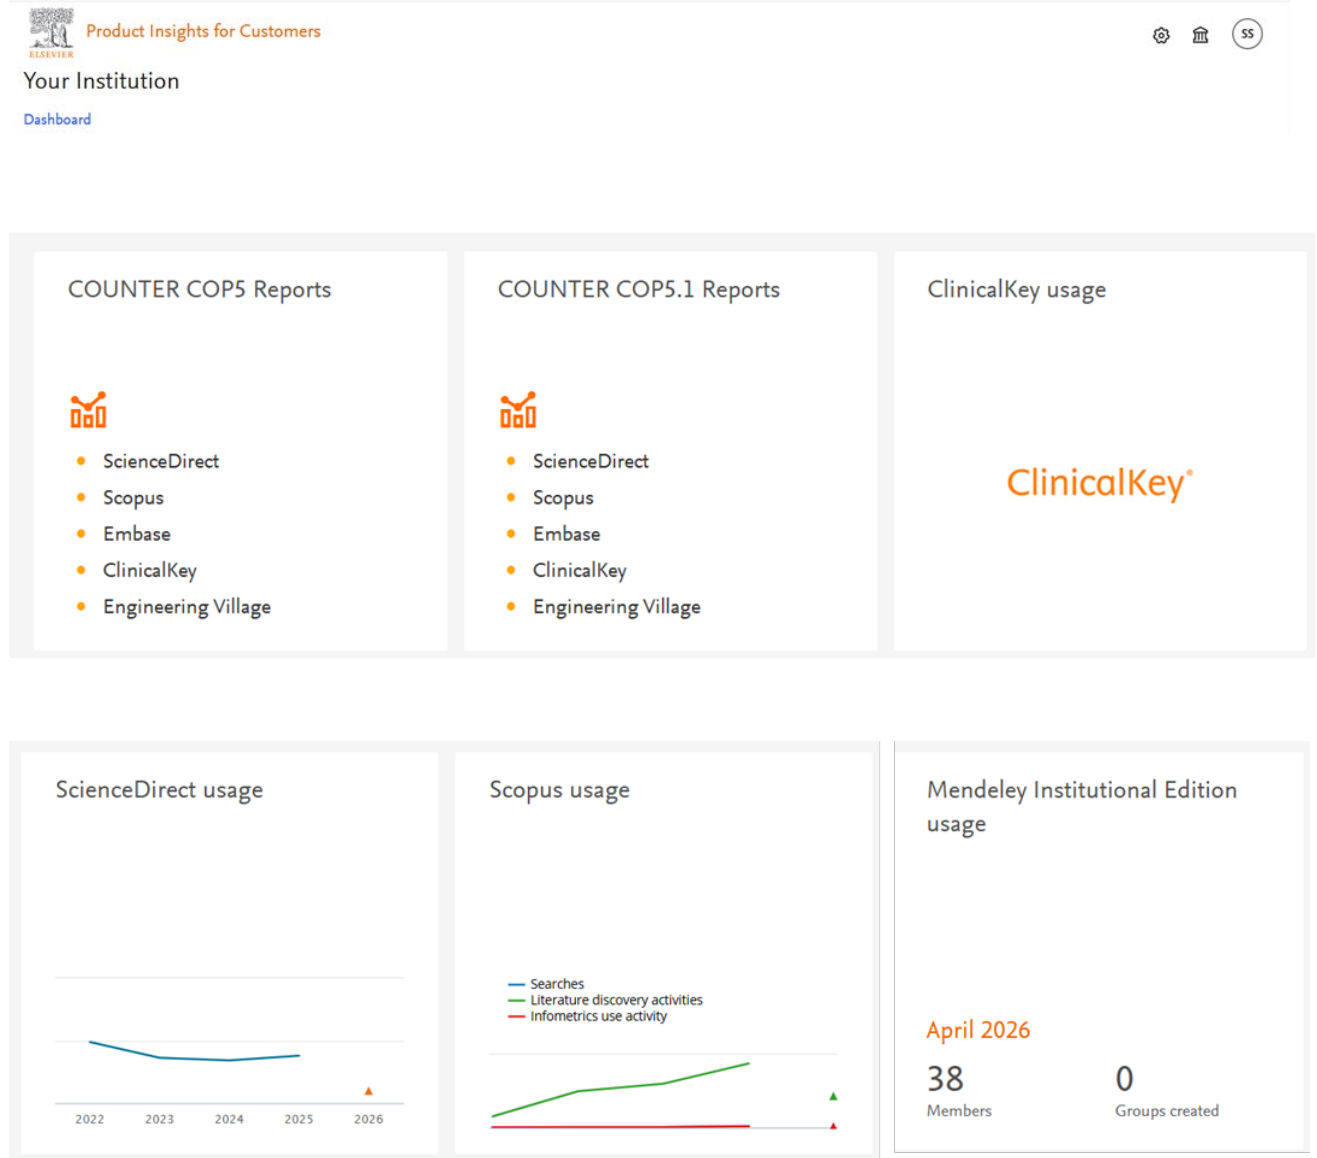 Product Insights for Customers
SS
ELSEVIER
Your Institution
Dashboard
COUNTER COP5 Reports
ScienceDirect
Scopus
Embase
ClinicalKey
Engineering Village
COUNTER COP5.1 Reports
ScienceDirect
Scopus
Embase
ClinicalKey
Engineering Village
ClinicalKey usage
ClinicalKey®
ScienceDirect usage
2022 2023 2024 2025 2026
Scopus usage
Searches
Literature discovery activities
Infometrics use activity
Mendeley Institutional Edition
usage
April 2026
38 0
Members Groups created